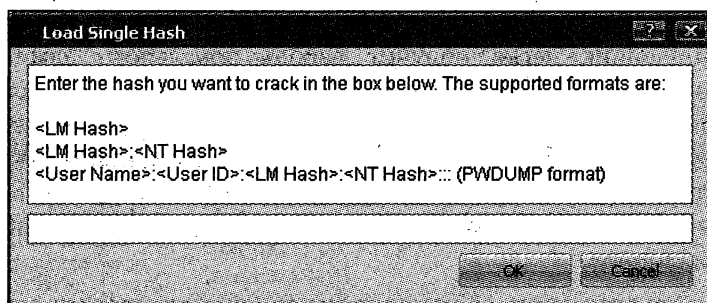 Load Single Hash
Enter the hash you want to crack in the box below. The supported formats are:
<LM Hash>
<LM Hash>:<NT Hash>
<User Name>:<User ID>:<LM Hash>:<NT Hash>::: (PWDUMP format)
OK Cancel